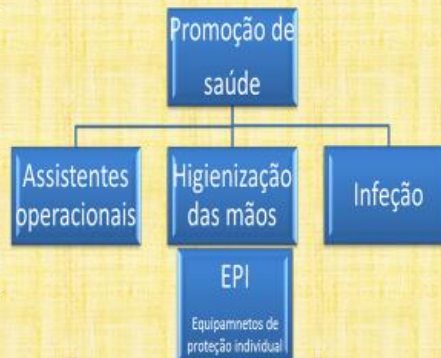 Promoção de
saúde
Assistentes
operacionais
Higienização
das mãos
Infeção
EPI
Equipamnetos de
proteção individual